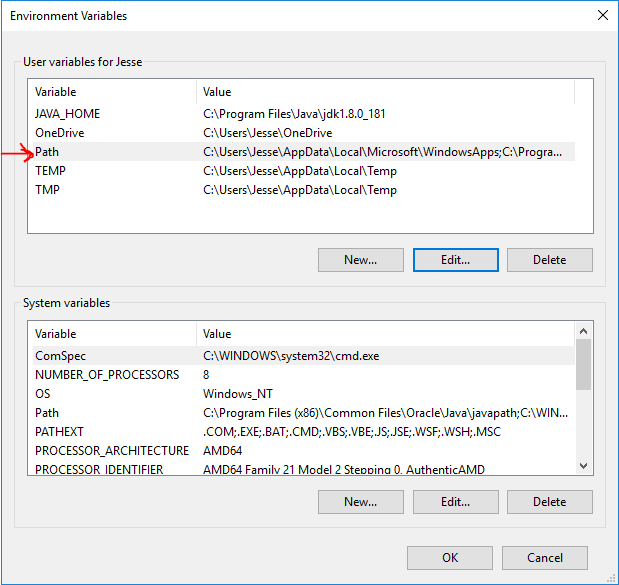 Environment Variables
User variables for Jesse
Variable Value
JAVA_HOME C:\Program Files\Java\jdk1.8.0_181
OneDrive C:\Users\Jesse\OneDrive
Path C:\Users\Jesse\AppData\Local\Microsoft\WindowsApps;C:\Progra...
TEMP C:\Users\Jesse\AppData\Local\Temp
TMP C:\Users\Jesse\AppData\Local\Temp
New... Edit... Delete
System variables
Variable Value
ComSpec C:\WINDOWS\system32\cmd.exe
NUMBER_OF_PROCESSORS 8
OS Windows_NT
Path C:\Program Files (x86)\Common Files\Oracle\Java\javapath;C:\WIN...
PATHEXT .COM;.EXE;.BAT;.CMD;.VBS;.VBE;.JS;.JSE;.WSF;.WSH;.MSC
PROCESSOR_ARCHITECTURE AMD64
PROCESSOR_IDENTIFIER AMD64 Family 21 Model 2 Stepping 0, AuthenticAMD
New... Edit... Delete
OK Cancel